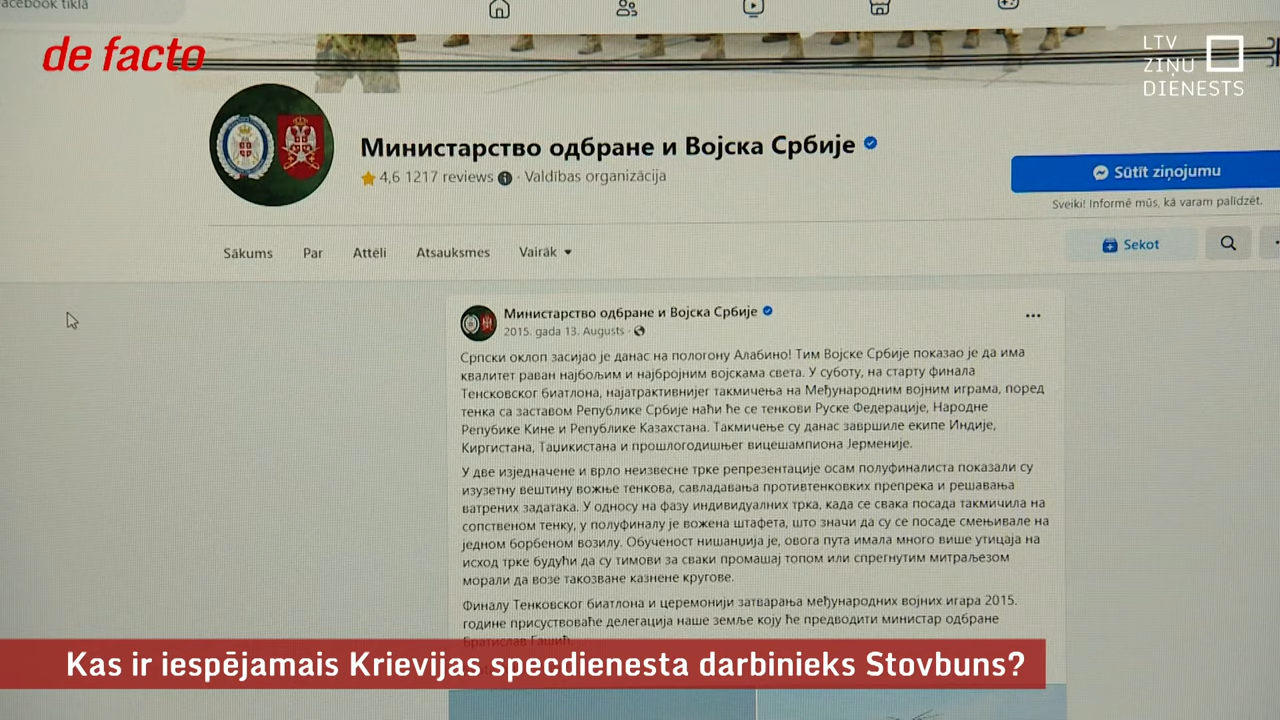 acebook tīklā
de facto
LTV
ZIŅU
DIENESTS
Министарство одбране и Војска Србије
4,6 1217 reviews · Valdības organizācija
Sūtīt ziņojumu
Sveiki! Informē mūs, kā varam palīdzēt.
Sākums Par Attēli Atsauksmes Vairāk
Sekot
Министарство одбране и Војска Србије
2015. gada 13. Augusts ·
Српски оклоп засијао је данас на пологону Алабино! Тим Војске Србије показао је да има
квалитет раван најбољим и најбројним војскама света. У суботу, на старту финала
Тенсковског биатлона, најатрактивнијег такмичења на Међународним војним играма, поред
тенка са заставом Републике Србије наћи ће се тенкови Руске Федерације, Народне
Репубике Кине и Републике Казахстана. Такмичење су данас завршиле екипе Индије,
Киргистана, Таџикистана и прошлогодишњег вицешампиона Јерменије.
У две изједначене и врло неизвесне трке репрезентације осам полуфиналиста показали су
изузетну вештину вожње тенкова, савладавања противтенковких препрека и решавања
ватрених задатака. У односу на фазу индивидуалних трка, када се свака посада такмичила на
сопственом тенку, у полуфиналу је вожена штафета, што значи да су се посаде смењивале на
једном борбеном возилу. Обученост нишанџија је, овога пута имала много више утицаја на
исход трке будући да су тимови за сваки промашај топом или спрегнутим митраљезом
морали да возе такозване казнене кругове.
Финалу Тенковског биатлона и церемонији затварања међународних војних игара 2015.
године присуствоваће делегација наше земље коју ће предводити министар одбране
Братислав Гашић.
Kas ir iespējamais Krievijas specdienesta darbinieks Stovbuns?